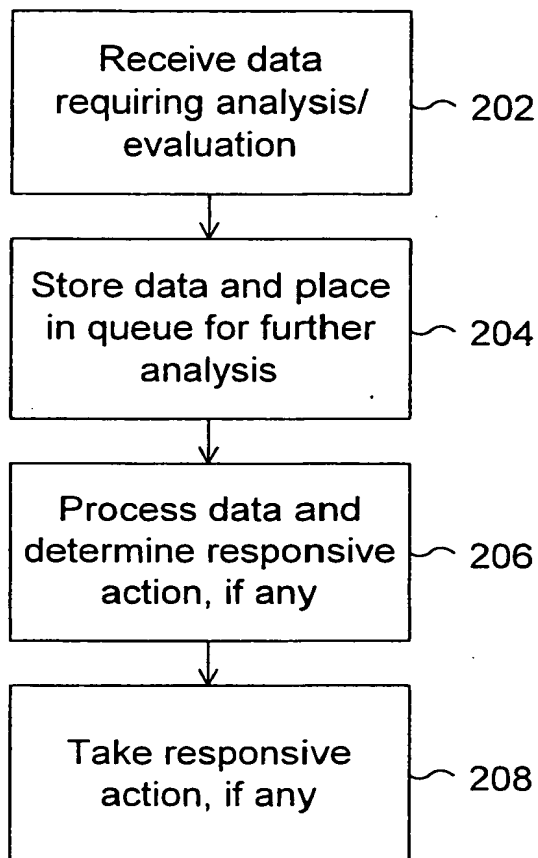 Receive data
requiring analysis/
evaluation
202
Store data and place
in queue for further
analysis
204
Process data and
determine responsive
action, if any
206
Take responsive
action, if any
208